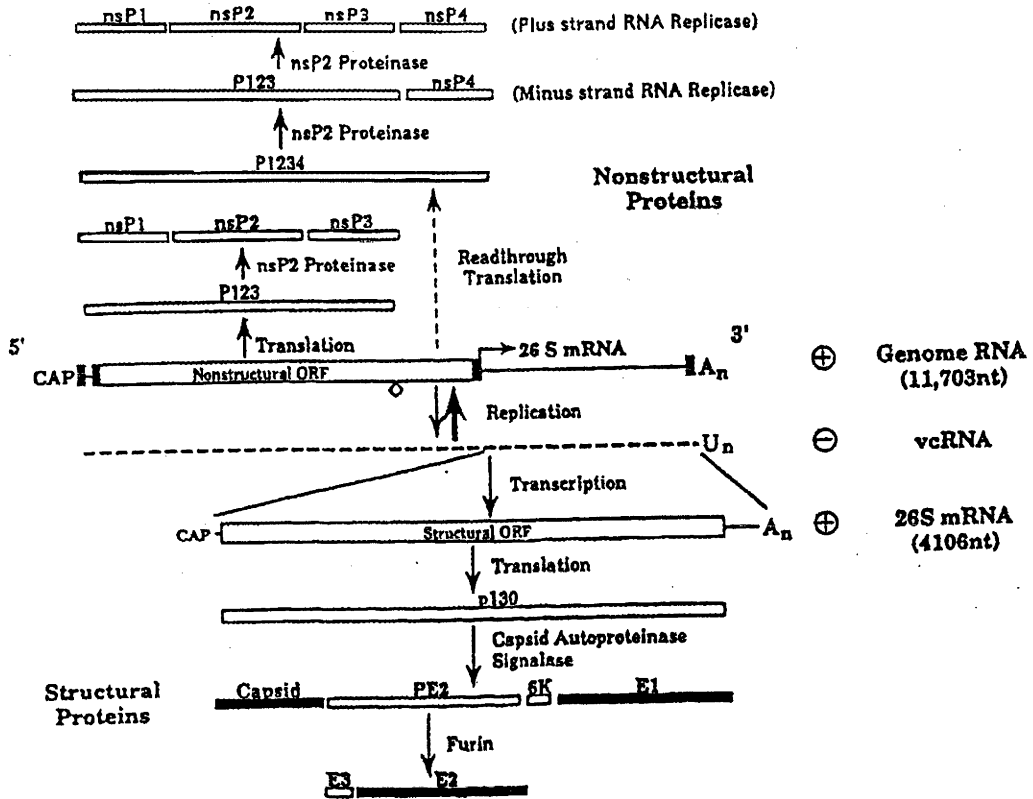 nsP1 nsP2 nsP3 nsP4 (Plus strand RNA Replicase)
nsP2 Proteinase
P123 nsP4 (Minus strand RNA Replicase)
nsP2 Proteinase
P1234
Nonstructural
Proteins
nsP1 nsP2 nsP3
nsP2 Proteinase
Readthrough
Translation
P123
5' Translation 26 S mRNA 3'
CAP Nonstructural ORF An + Genome RNA
(11,703nt)
Replication
Un − vcRNA
Transcription
CAP Structural ORF An + 26S mRNA
(4106nt)
Translation
p130
Capsid Autoproteinase
Signalase
Structural
Proteins
Capsid PE2 6K E1
Furin
E3 E2